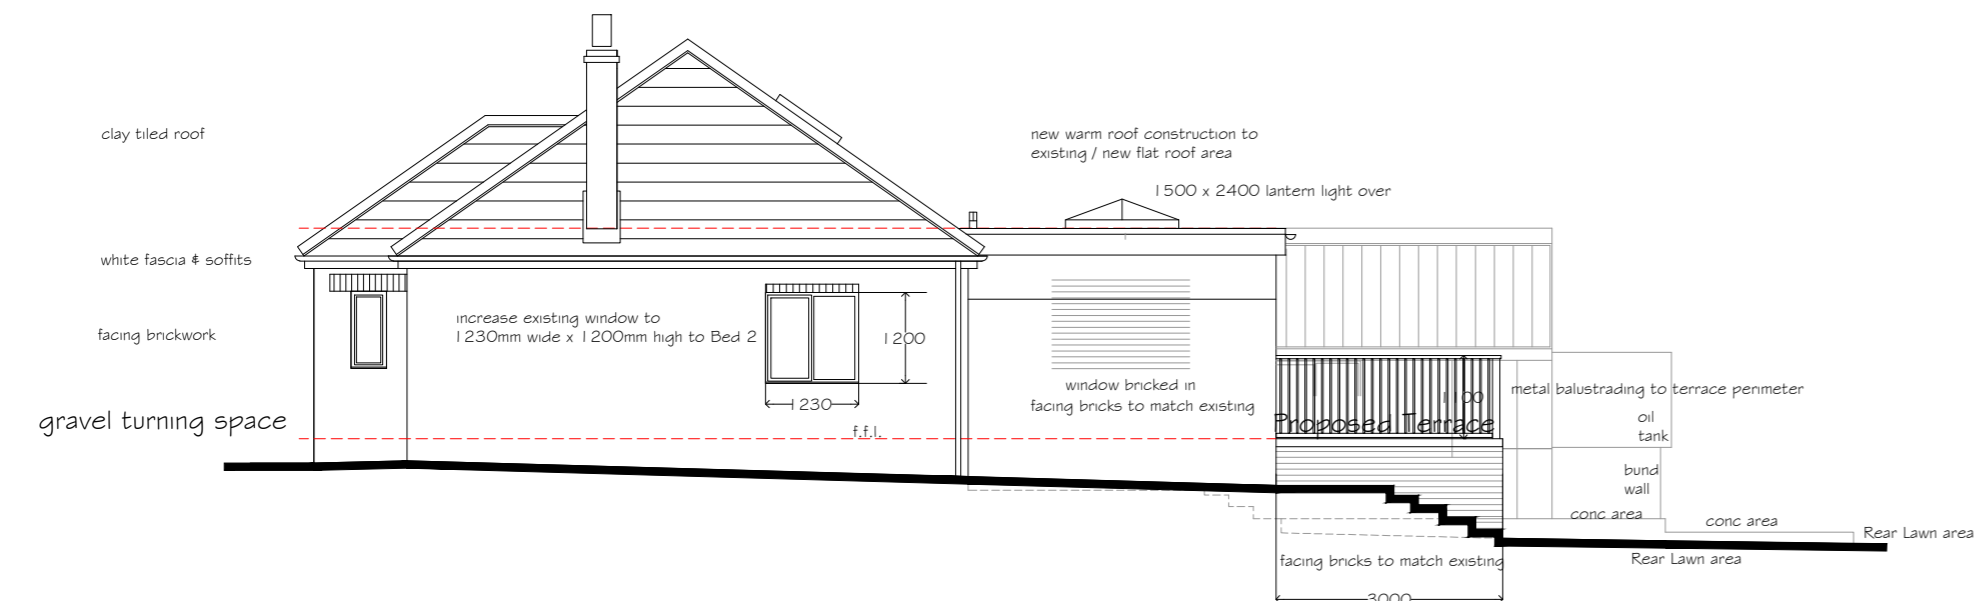 clay tiled roof
new warm roof construction to
existing / new flat roof area
1500 x 2400 lantern light over
white fascia & soffits
facing brickwork
increase existing window to
1230mm wide x 1200mm high to Bed 2
1200
1230
f.f.l.
window bricked in
facing bricks to match existing
metal balustrading to terrace perimeter
1100
gravel turning space
Proposed Terrace
oil
tank
bund
wall
conc area
conc area
Rear Lawn area
Rear Lawn area
facing bricks to match existing
3000